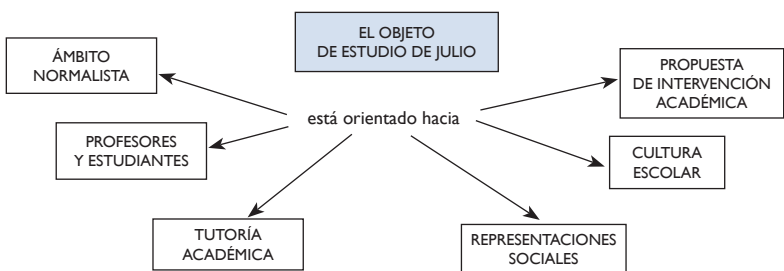 EL OBJETO
DE ESTUDIO DE JULIO
ÁMBITO
NORMALISTA
PROPUESTA
DE INTERVENCIÓN
ACADÉMICA
está orientado hacia
PROFESORES
Y ESTUDIANTES
CULTURA
ESCOLAR
TUTORÍA
ACADÉMICA
REPRESENTACIONES
SOCIALES